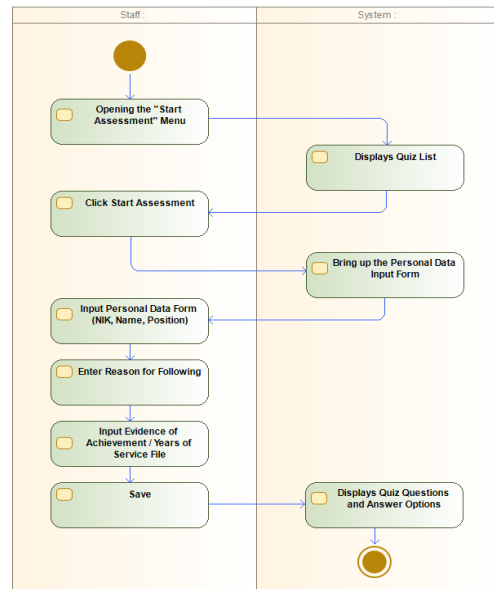 Staff :
System :
Opening the "Start
Assessment" Menu
Displays Quiz List
Click Start Assessment
Bring up the Personal Data
Input Form
Input Personal Data Form
(NIK, Name, Position)
Enter Reason for Following
Input Evidence of
Achievement / Years of
Service File
Save
Displays Quiz Questions
and Answer Options